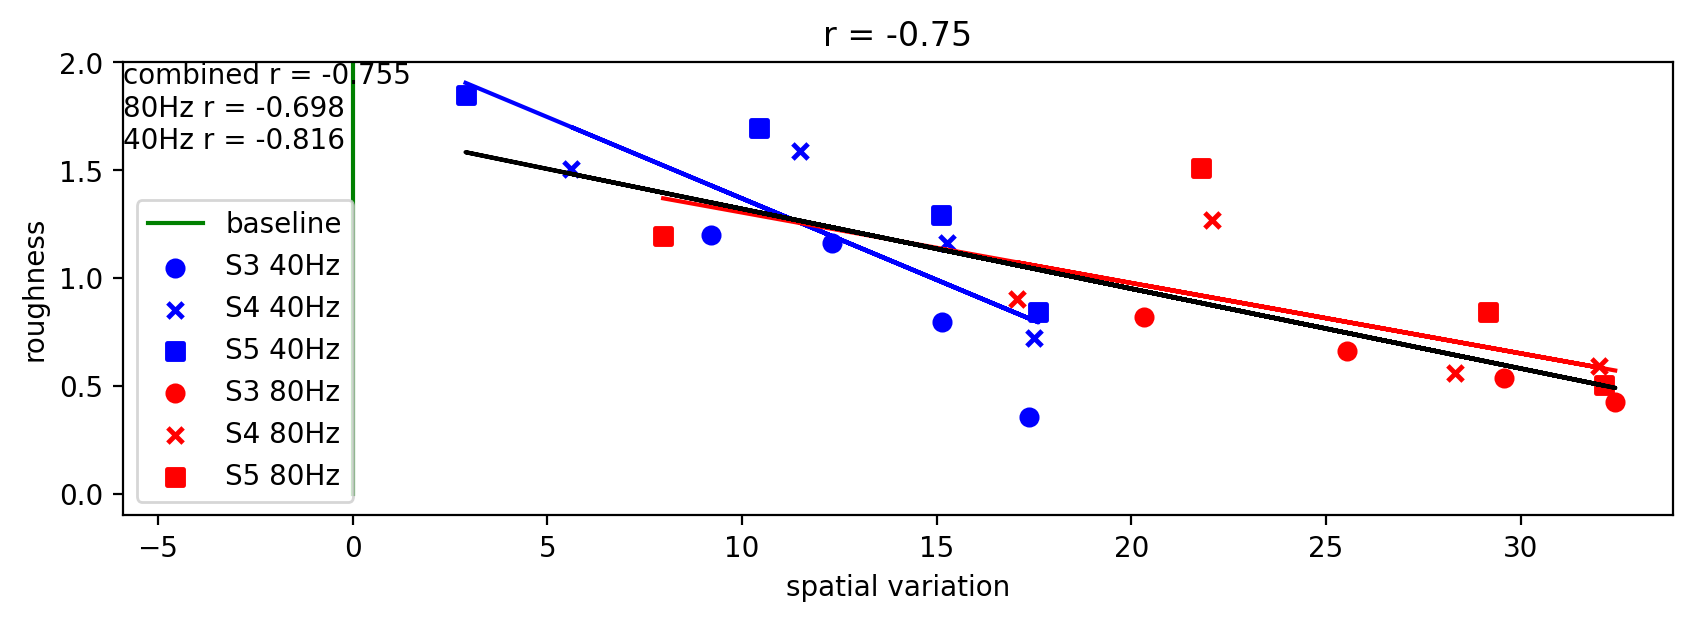 r = -0.75
combined r = -0.755
80Hz r = -0.698
40Hz r = -0.816
2.0
1.5
1.0
0.5
0.0
roughness
baseline
S3 40Hz
S4 40Hz
S5 40Hz
S3 80Hz
S4 80Hz
S5 80Hz
−5 0 5 10 15 20 25 30
spatial variation